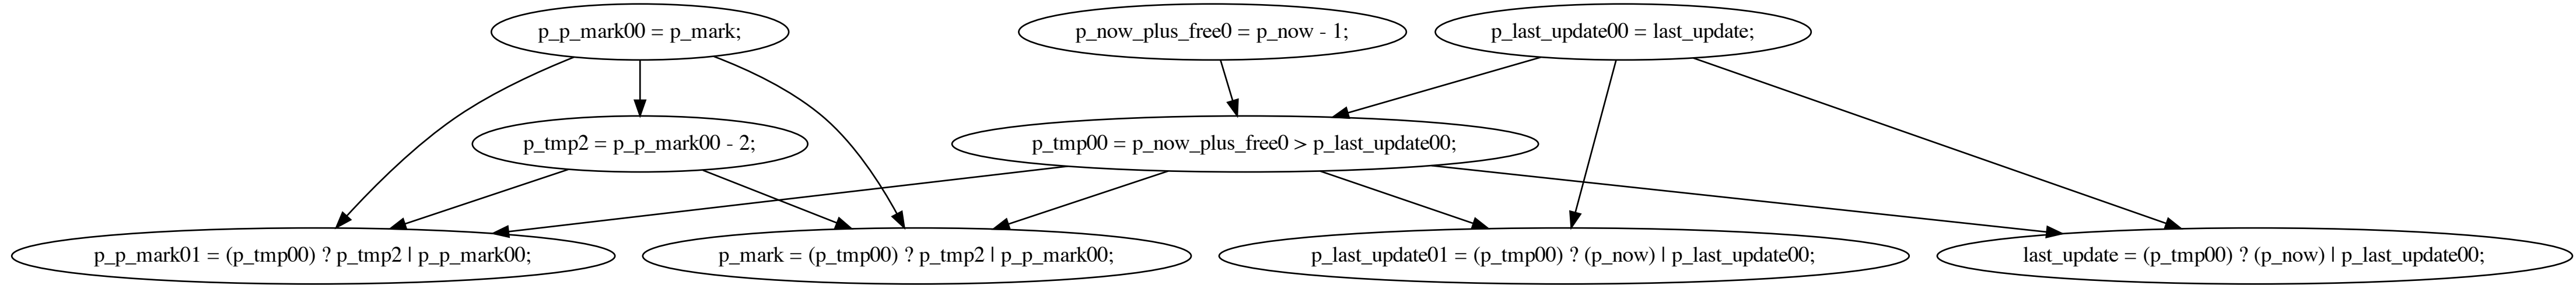 p_p_mark00 = p_mark;
p_now_plus_free0 = p_now - 1;
p_last_update00 = last_update;
p_tmp2 = p_p_mark00 - 2;
p_tmp00 = p_now_plus_free0 > p_last_update00;
p_p_mark01 = (p_tmp00) ? p_tmp2 | p_p_mark00;
p_mark = (p_tmp00) ? p_tmp2 | p_p_mark00;
p_last_update01 = (p_tmp00) ? (p_now) | p_last_update00;
last_update = (p_tmp00) ? (p_now) | p_last_update00;